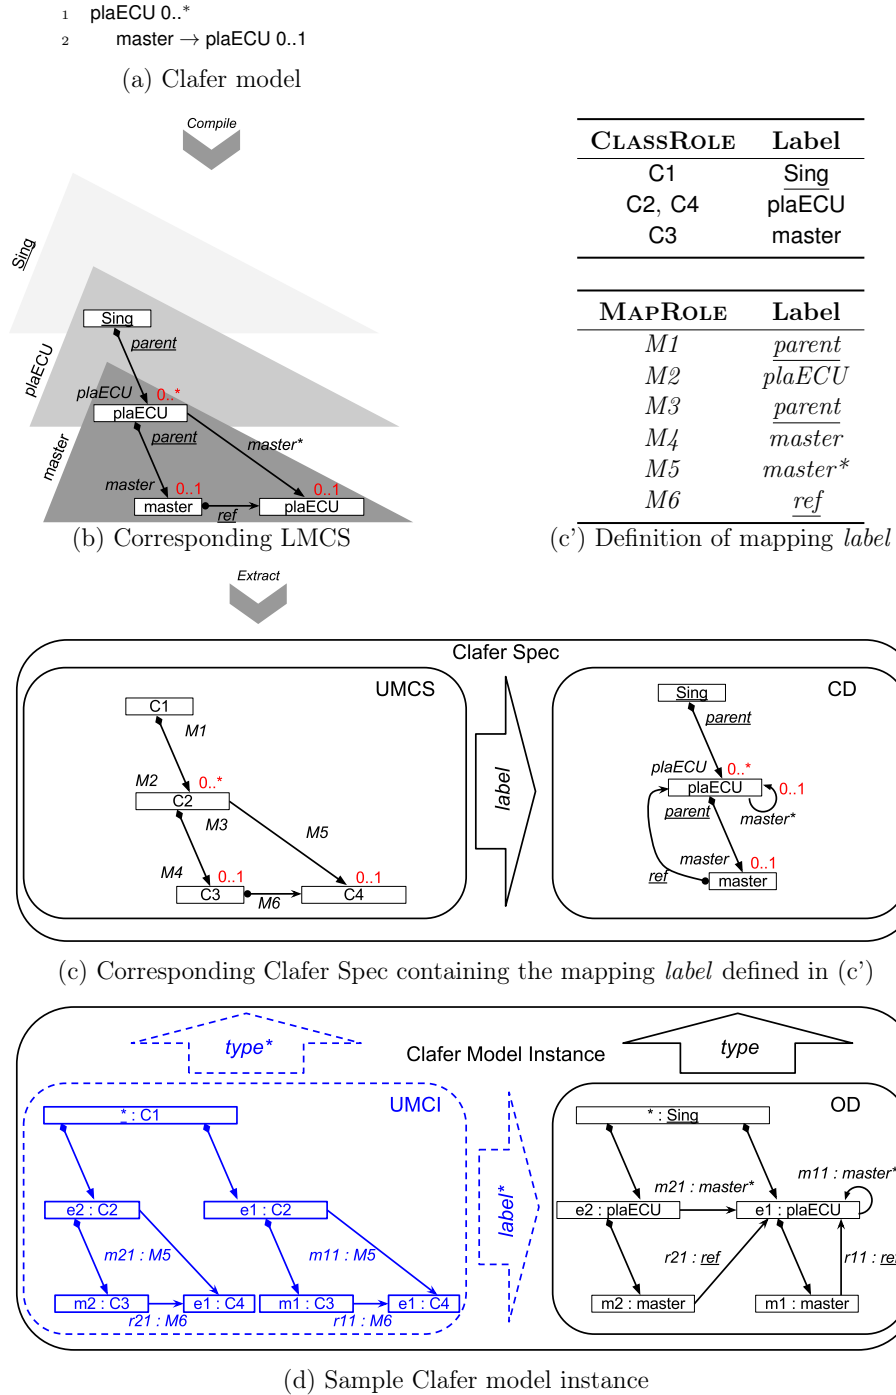 1 plaECU 0..*
2 master → plaECU 0..1
(a) Clafer model
Compile
CLASSROLE Label
C1 Sing
C2, C4 plaECU
C3 master
MAPROLE Label
M1 parent
M2 plaECU
M3 parent
M4 master
M5 master*
M6 ref
Sing
plaECU
master
Sing
parent
plaECU 0..*
plaECU
parent
master*
master 0..1 0..1
master ref plaECU
(b) Corresponding LMCS
(c') Definition of mapping label
Extract
Clafer Spec
UMCS
C1
M1
M2 0..*
C2
M3
M5
M4 0..1 0..1
C3 M6 C4
label
CD
Sing
parent
plaECU 0..*
plaECU 0..1
parent master*
master 0..1
ref master
(c) Corresponding Clafer Spec containing the mapping label defined in (c')
type*
Clafer Model Instance
type
UMCI
* : C1
e2 : C2 e1 : C2
m21 : M5 m11 : M5
m2 : C3 e1 : C4 m1 : C3 e1 : C4
r21 : M6 r11 : M6
label*
OD
* : Sing
m21 : master* m11 : master*
e2 : plaECU e1 : plaECU
r21 : ref r11 : ref
m2 : master m1 : master
(d) Sample Clafer model instance